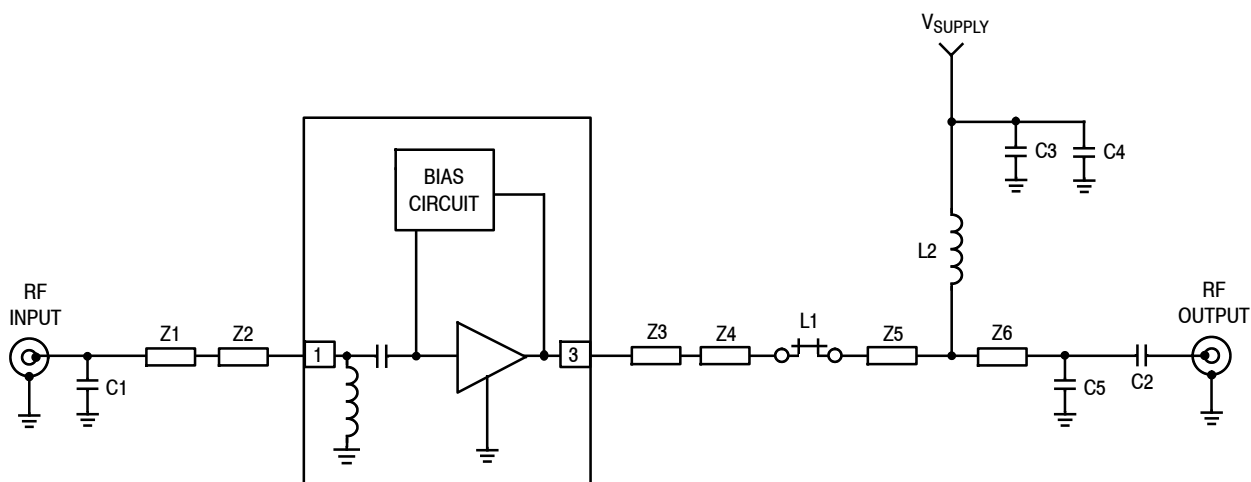 V_SUPPLY
C3
C4
BIAS
CIRCUIT
L2
RF
INPUT
RF
OUTPUT
Z1
Z2
1
3
Z3
Z4
L1
Z5
Z6
C1
C5
C2